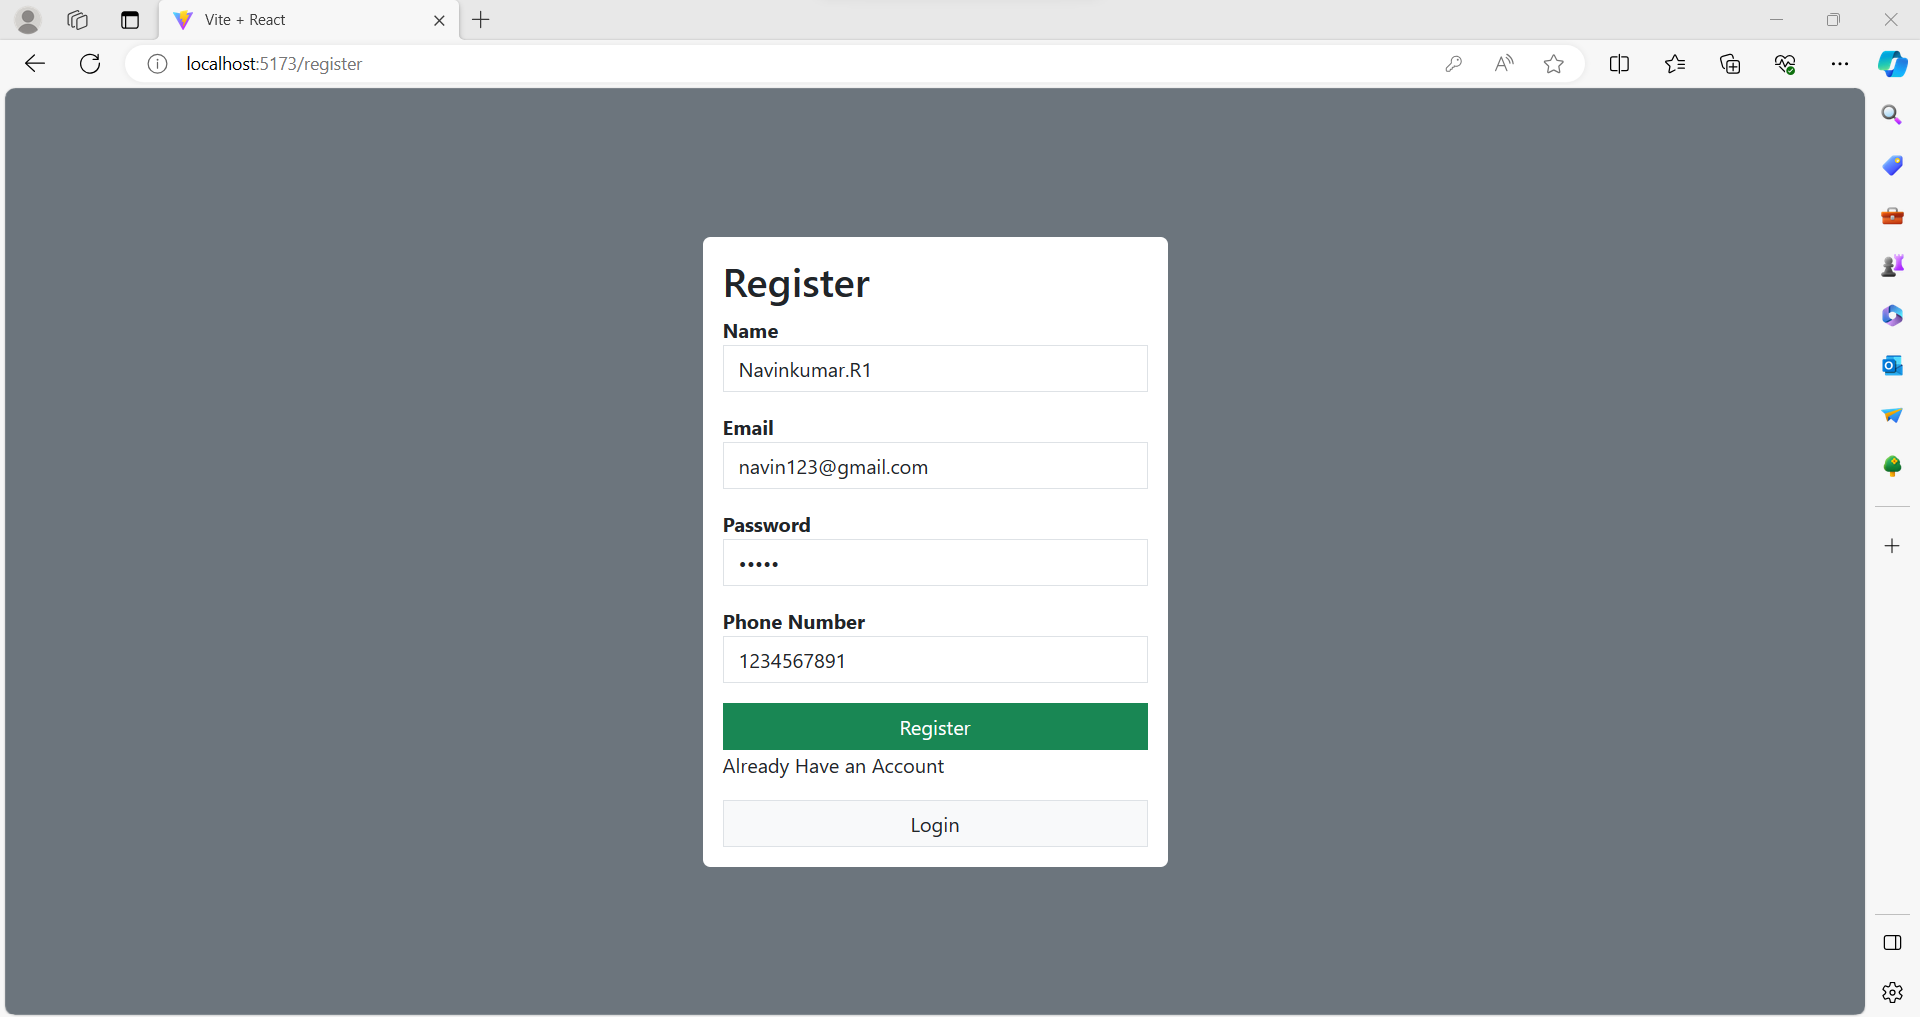 Vite + React
localhost:5173/register
Register
Name
Navinkumar.R1
Email
navin123@gmail.com
Password
•••••
Phone Number
1234567891
Register
Already Have an Account
Login